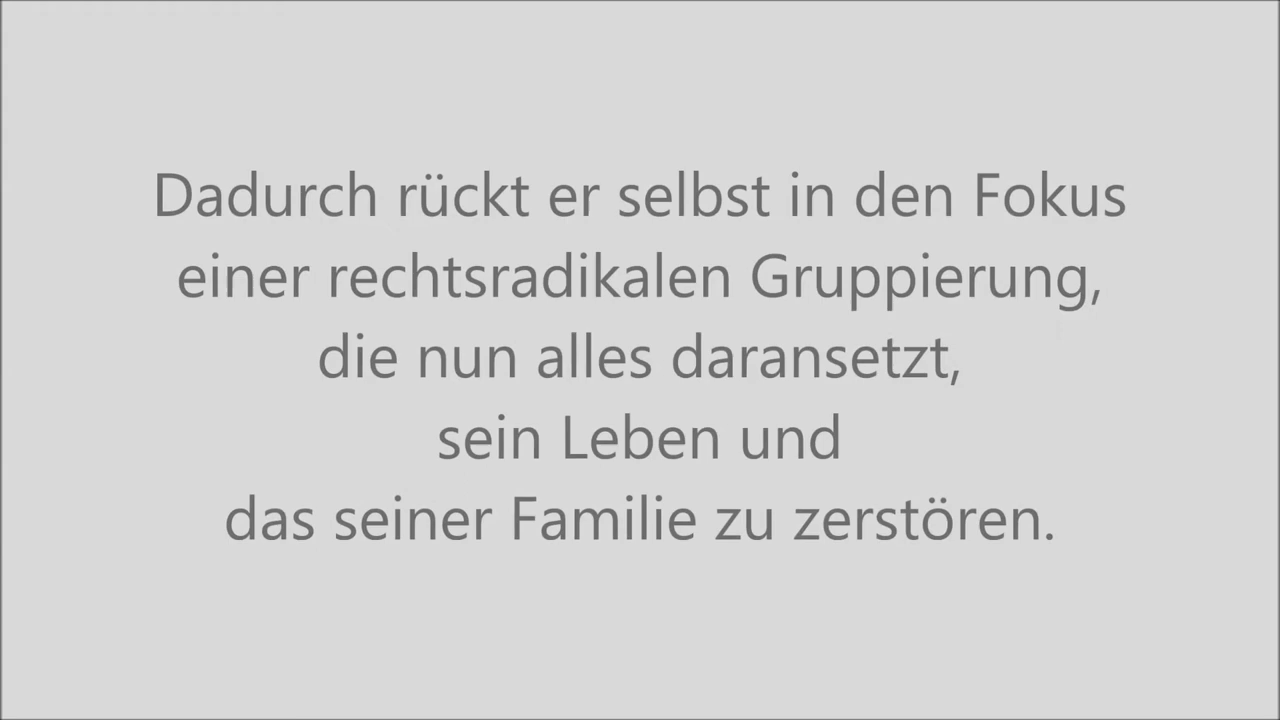 Dadurch rückt er selbst in den Fokus
einer rechtsradikalen Gruppierung,
die nun alles daransetzt,
sein Leben und
das seiner Familie zu zerstören.